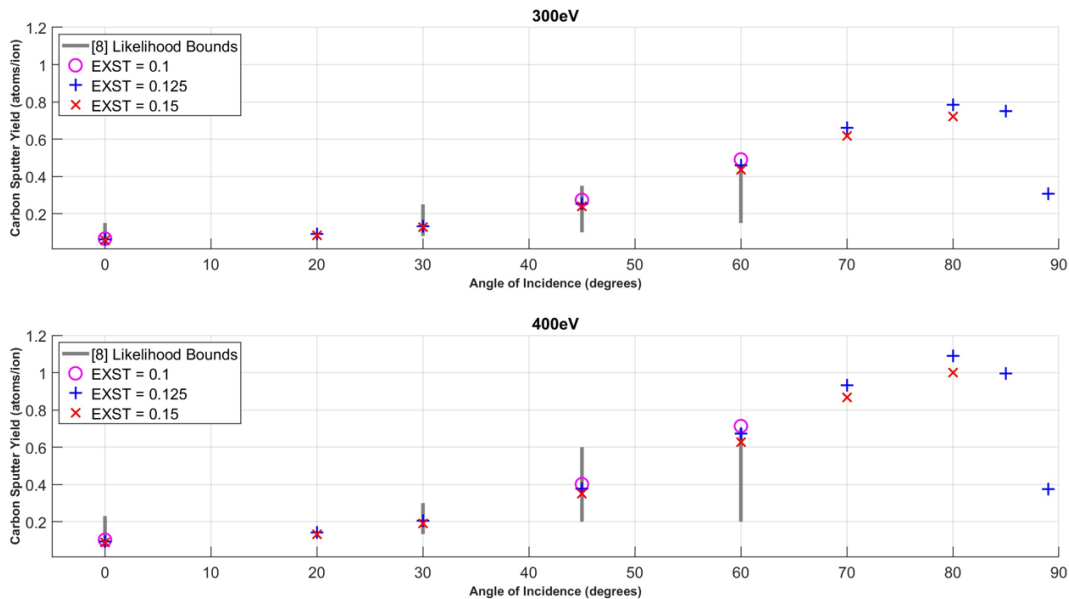 300eV
Carbon Sputter Yield (atoms/ion)
1.2
1
0.8
0.6
0.4
0.2
[8] Likelihood Bounds
EXST = 0.1
EXST = 0.125
EXST = 0.15
0 10 20 30 40 50 60 70 80 90
Angle of Incidence (degrees)
400eV
Carbon Sputter Yield (atoms/ion)
1.2
1
0.8
0.6
0.4
0.2
[8] Likelihood Bounds
EXST = 0.1
EXST = 0.125
EXST = 0.15
0 10 20 30 40 50 60 70 80 90
Angle of Incidence (degrees)